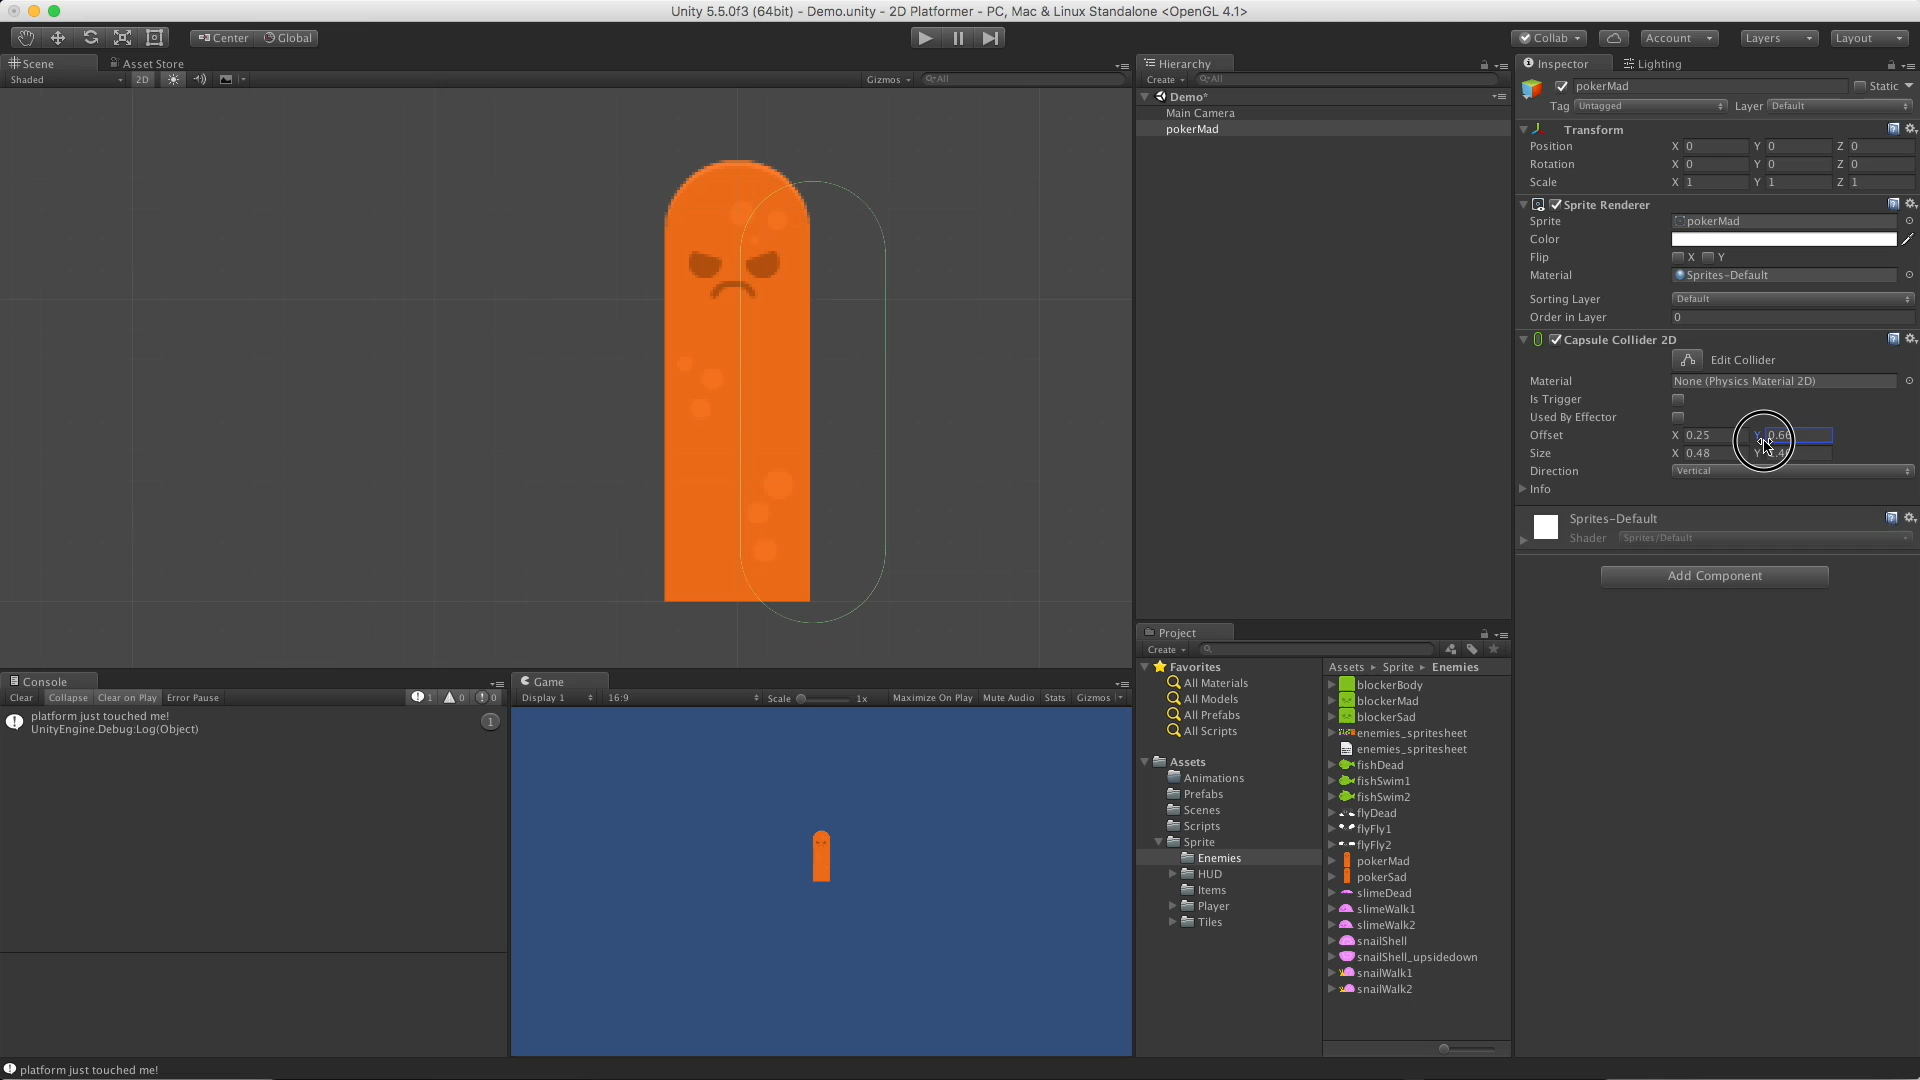 Unity 5.5.0f3 (64bit) - Demo.unity - 2D Platformer - PC, Mac & Linux Standalone <OpenGL 4.1>
Center Global Collab Account Layers Layout
Scene Asset Store
Shaded 2D Gizmos All
Hierarchy
Create All
Demo*
Main Camera
pokerMad
Inspector Lighting
pokerMad Static
Tag Untagged Layer Default
Transform
Position X 0 Y 0 Z 0
Rotation X 0 Y 0 Z 0
Scale X 1 Y 1 Z 1
Sprite Renderer
Sprite pokerMad
Color
Flip X Y
Material Sprites-Default
Sorting Layer Default
Order in Layer 0
Capsule Collider 2D
Edit Collider
Material None (Physics Material 2D)
Is Trigger
Used By Effector
Offset X 0.25 Y 0.66
Size X 0.48 Y
Direction Vertical
Info
Sprites-Default
Shader Sprites/Default
Add Component
Console
Clear Collapse Clear on Play Error Pause 1 0 0
platform just touched me!
UnityEngine.Debug:Log(Object)
1
Game
Display 1 16:9 Scale 1x Maximize On Play Mute Audio Stats Gizmos
Project
Create
Favorites
All Materials
All Models
All Prefabs
All Scripts
Assets
Animations
Prefabs
Scenes
Scripts
Sprite
Enemies
HUD
Items
Player
Tiles
Assets Sprite Enemies
blockerBody
blockerMad
blockerSad
enemies_spritesheet
enemies_spritesheet
fishDead
fishSwim1
fishSwim2
flyDead
flyFly1
flyFly2
pokerMad
pokerSad
slimeDead
slimeWalk1
slimeWalk2
snailShell
snailShell_upsidedown
snailWalk1
snailWalk2
platform just touched me!